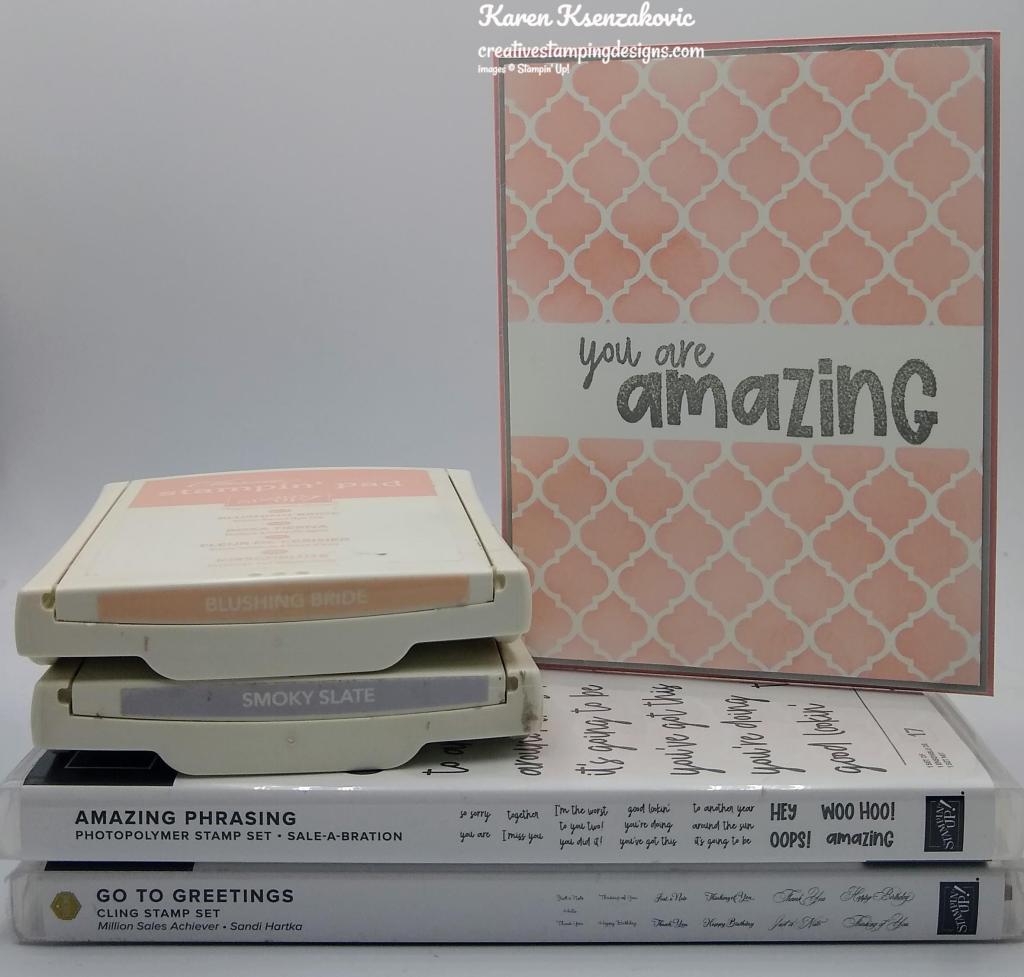 Karen Ksenzakovic
creativestampingdesigns.com
images © Stampin' Up!
you are
amazing
stampin' pad
BLUSHING BRIDE
SMOKY SLATE
it's going to be
you've got this
you're doing
good lookin'
17
AMAZING PHRASING
PHOTOPOLYMER STAMP SET • SALE-A-BRATION
so sorry together I'm the worst good lookin' to another year HEY WOO HOO!
you are I miss you to you two! you're doing around the sun OOPS! amazing
you did it! you've got this it's going to be
STAMPIN' UP!
GO TO GREETINGS
CLING STAMP SET
Million Sales Achiever • Sandi Hartka
Just a Note Thinking of You Just a Note Thinking of You Thank You Happy Birthday
Hello
Thank You Happy Birthday Thank You Happy Birthday Just a Note Thinking of You
STAMPIN' UP!